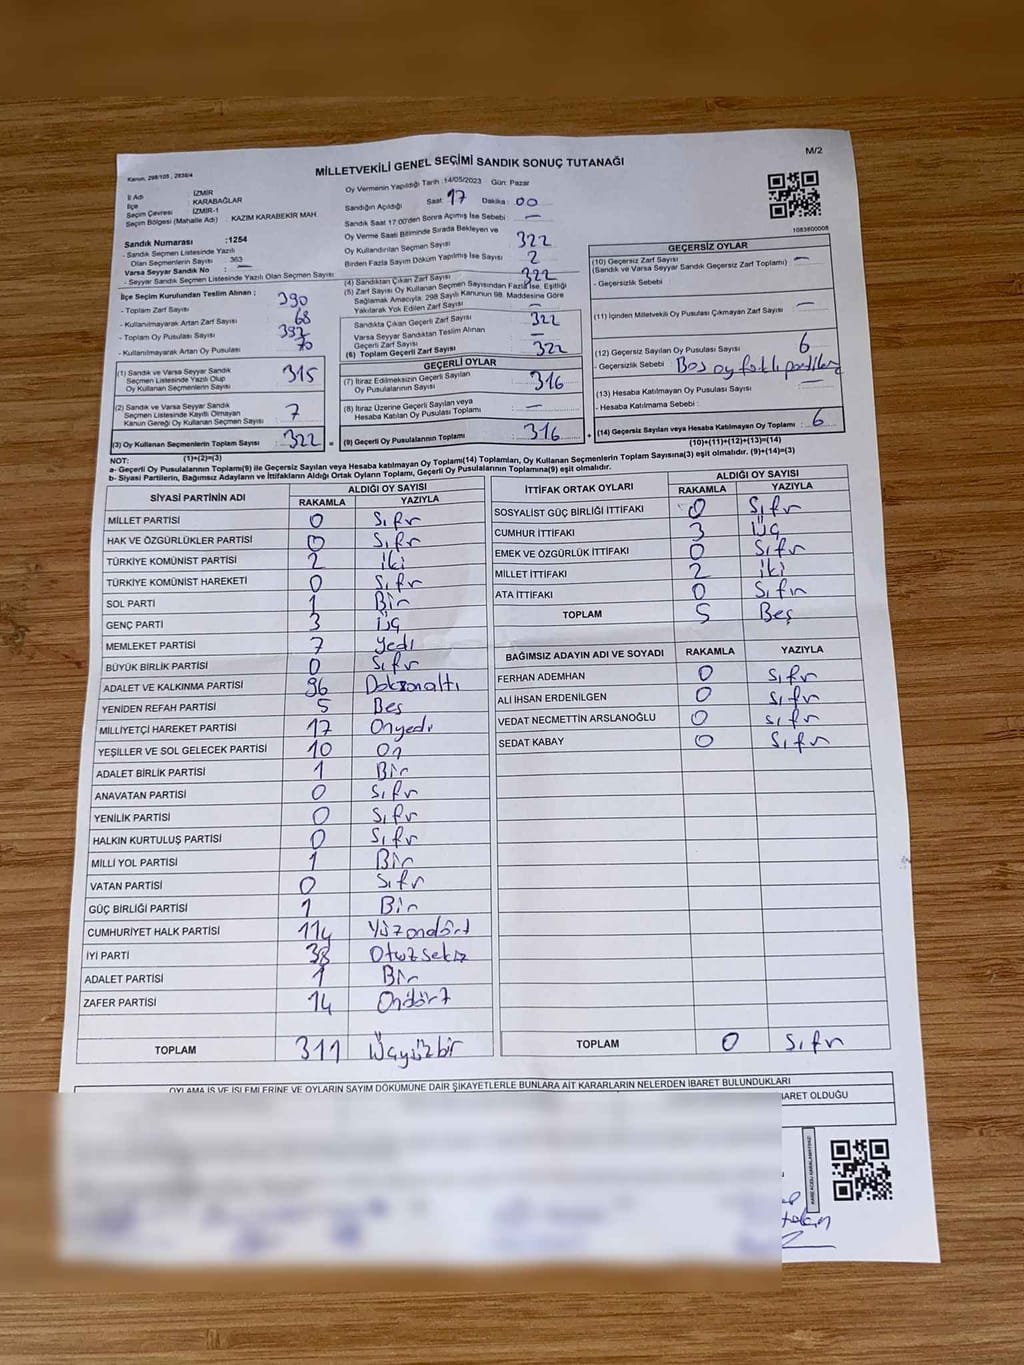 M/2
Kanun, 298/105 , 2839/4
MİLLETVEKİLİ GENEL SEÇİMİ SANDIK SONUÇ TUTANAĞI
İl Adı : İZMİR
İlçe : KARABAĞLAR
Seçim Çevresi : İZMİR-1
Seçim Bölgesi (Mahalle Adı) : KAZIM KARABEKİR MAH.
Sandık Numarası :1254
- Sandık Seçmen Listesinde Yazılı
Olan Seçmenlerin Sayısı : 363
Varsa Seyyar Sandık No : —
- Seyyar Sandık Seçmen Listesinde Yazılı Olan Seçmen Sayısı
Oy Vermenin Yapıldığı Tarih :14/05/2023 Gün: Pazar
Sandığın Açıldığı Saat: 17 Dakika : 00
Sandık Saat 17:00'den Sonra Açımış İse Sebebi —
Oy Verme Saati Bitiminde Sırada Bekleyen ve
Oy Kullandırılan Seçmen Sayısı 322
Birden Fazla Sayım Döküm Yapılmış İse Sayısı 2
(4) Sandıktan Çıkan Zarf Sayısı 322
(5) Zarf Sayısı Oy Kullanan Seçmen Sayısından Fazla İse, Eşitliği
Sağlamak Amacıyla, 298 Sayılı Kanunun 98. Maddesine Göre
Yakılarak Yok Edilen Zarf Sayısı —
Sandıkta Çıkan Geçerli Zarf Sayısı 322
Varsa Seyyar Sandıktan Teslim Alınan
Geçerli Zarf Sayısı —
(6) Toplam Geçerli Zarf Sayısı 322
1083800008
İlçe Seçim Kurulundan Teslim Alınan ;
- Toplam Zarf Sayısı : 390
- Kullanılmayarak Artan Zarf Sayısı : 68
- Toplam Oy Pusulası Sayısı : 392
- Kullanılmayarak Artan Oy Pusulası : 70
(1) Sandık ve Varsa Seyyar Sandık
Seçmen Listesinde Yazılı Olup
Oy Kullanan Seçmenlerin Sayısı : 315
(2) Sandık ve Varsa Seyyar Sandık
Seçmen Listesinde Kayıtlı Olmayan
Kanun Gereği Oy Kullanan Seçmen Sayısı : 7
(3) Oy Kullanan Seçmenlerin Toplam Sayısı : 322 =
(1)+(2)=(3)
GEÇERLİ OYLAR
(7) İtiraz Edilmeksizin Geçerli Sayılan
Oy Pusulalarının Sayısı : 316
(8) İtiraz Üzerine Geçerli Sayılan veya
Hesaba Katılan Oy Pusulası Toplamı : —
(9) Geçerli Oy Pusulalarının Toplamı : 316 +
GEÇERSİZ OYLAR
(10) Geçersiz Zarf Sayısı : —
(Sandık ve Varsa Seyyar Sandık Geçersiz Zarf Toplamı)
- Geçersizlik Sebebi :
(11) İçinden Milletvekili Oy Pusulası Çıkmayan Zarf Sayısı : —
(12) Geçersiz Sayılan Oy Pusulası Sayısı : 6
- Geçersizlik Sebebi : Boş oy farklı partilere
(13) Hesaba Katılmayan Oy Pusulası Sayısı : —
- Hesaba Katılmama Sebebi :
(14) Geçersiz Sayılan veya Hesaba Katılmayan Oy Toplamı : 6
(10)+(11)+(12)+(13)=(14)
NOT:
a- Geçerli Oy Pusulalarının Toplamı(9) ile Geçersiz Sayılan veya Hesaba katılmayan Oy Toplamı(14) Toplamları, Oy Kullanan Seçmenlerin Toplam Sayısına(3) eşit olmalıdır. (9)+(14)=(3)
b- Siyasi Partilerin, Bağımsız Adayların ve İttifakların Aldığı Ortak Oyların Toplamı, Geçerli Oy Pusulalarının Toplamına(9) eşit olmalıdır.
SİYASİ PARTİNİN ADI ALDIĞI OY SAYISI
RAKAMLA YAZIYLA
MİLLET PARTİSİ 0 Sıfır
HAK VE ÖZGÜRLÜKLER PARTİSİ 0 Sıfır
TÜRKİYE KOMÜNİST PARTİSİ 2 iki
TÜRKİYE KOMÜNİST HAREKETİ 0 Sıfır
SOL PARTİ 1 Bir
GENÇ PARTİ 3 üç
MEMLEKET PARTİSİ 7 yedi
BÜYÜK BİRLİK PARTİSİ 0 Sıfır
ADALET VE KALKINMA PARTİSİ 96 Doksanaltı
YENİDEN REFAH PARTİSİ 5 Beş
MİLLİYETÇİ HAREKET PARTİSİ 17 Onyedi
YEŞİLLER VE SOL GELECEK PARTİSİ 10 On
ADALET BİRLİK PARTİSİ 1 Bir
ANAVATAN PARTİSİ 0 Sıfır
YENİLİK PARTİSİ 0 Sıfır
HALKIN KURTULUŞ PARTİSİ 0 Sıfır
MİLLİ YOL PARTİSİ 1 Bir
VATAN PARTİSİ 0 Sıfır
GÜÇ BİRLİĞİ PARTİSİ 1 Bir
CUMHURİYET HALK PARTİSİ 114 Yüzondört
İYİ PARTİ 38 Otuzsekiz
ADALET PARTİSİ 1 Bir
ZAFER PARTİSİ 14 Ondört
TOPLAM 311 Üçyüzbir
İTTİFAK ORTAK OYLARI ALDIĞI OY SAYISI
RAKAMLA YAZIYLA
SOSYALİST GÜÇ BİRLİĞİ İTTİFAKI 0 Sıfır
CUMHUR İTTİFAKI 3 Üç
EMEK VE ÖZGÜRLÜK İTTİFAKI 0 Sıfır
MİLLET İTTİFAKI 2 iki
ATA İTTİFAKI 0 Sıfır
TOPLAM 5 Beş
BAĞIMSIZ ADAYIN ADI VE SOYADI RAKAMLA YAZIYLA
FERHAN ADEMHAN 0 Sıfır
ALİ İHSAN ERDENİLGEN 0 Sıfır
VEDAT NECMETTİN ARSLANOĞLU 0 Sıfır
SEDAT KABAY 0 Sıfır
TOPLAM 0 Sıfır
OYLAMA İŞ VE İŞLEMLERİNE VE OYLARIN SAYIM DÖKÜMÜNE DAİR ŞİKAYETLERLE BUNLARA AİT KARARLARIN NELERDEN İBARET BULUNDUKLARI
BARET OLDUĞU